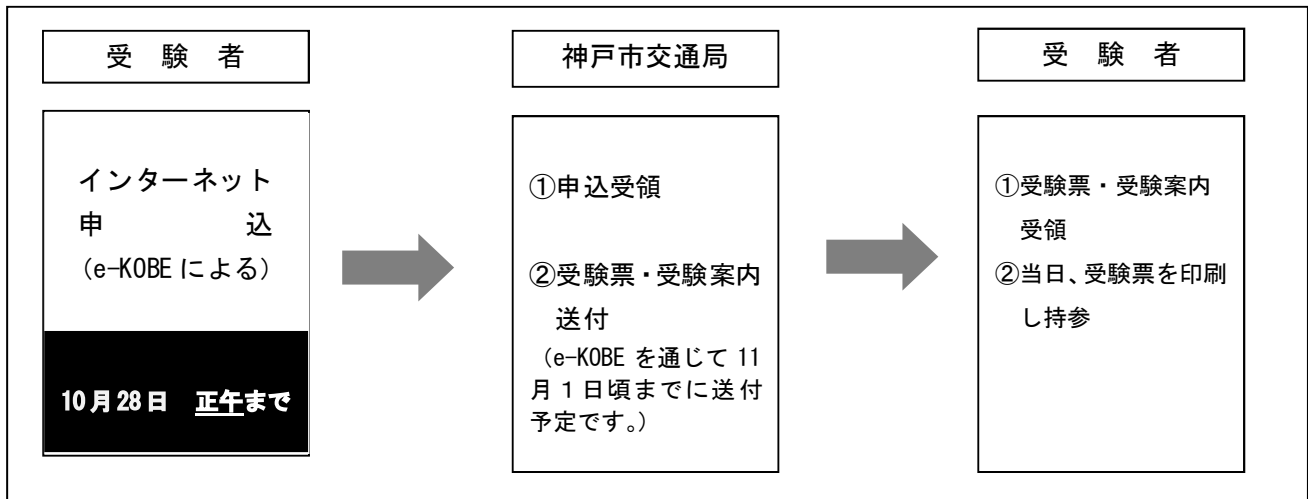 受　験　者
インターネット
申　　　　　込
（e-KOBE による）
10月28日　正午まで
神戸市交通局
①申込受領
②受験票・受験案内
送付
（e-KOBE を通じて 11
月１日頃までに送付
予定です。）
受　験　者
①受験票・受験案内
受領
②当日、受験票を印刷
し持参